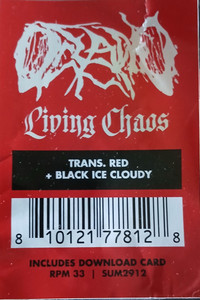 Living Chaos
TRANS. RED
+ BLACK ICE CLOUDY
8 10121 77812 8
INCLUDES DOWNLOAD CARD
RPM 33 | SUM2912